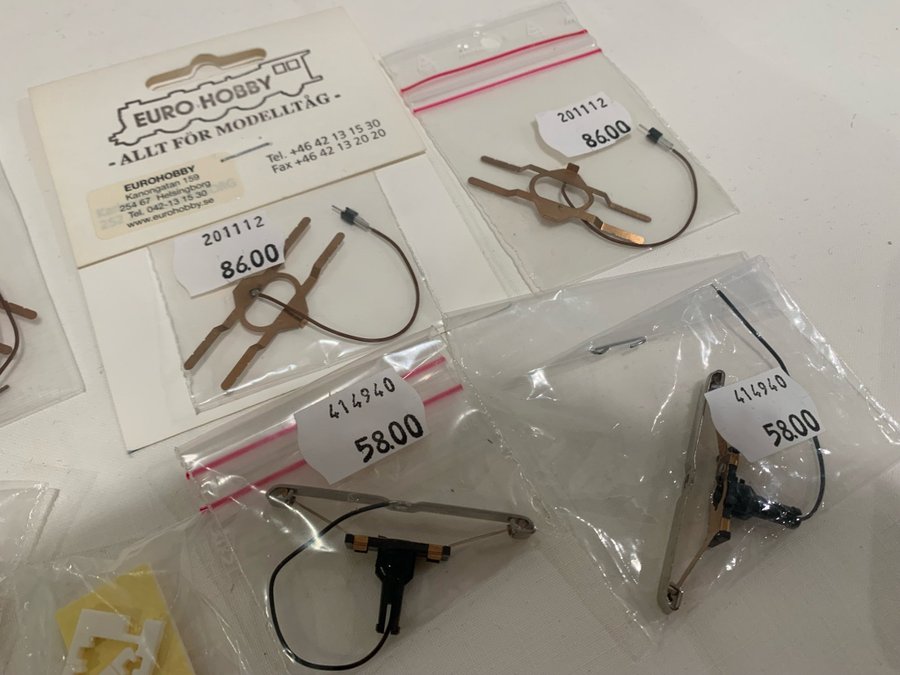 EURO HOBBY
- ALLT FÖR MODELLTÅG -
Tel. +46 42 13 15 30
Fax +46 42 13 20 20
EUROHOBBY
Kanongatan 159
254 67 Helsingborg
Tel. 042-13 15 30
www.eurohobby.se
201112
86.00
201112
86.00
414940
58.00
414940
58.00